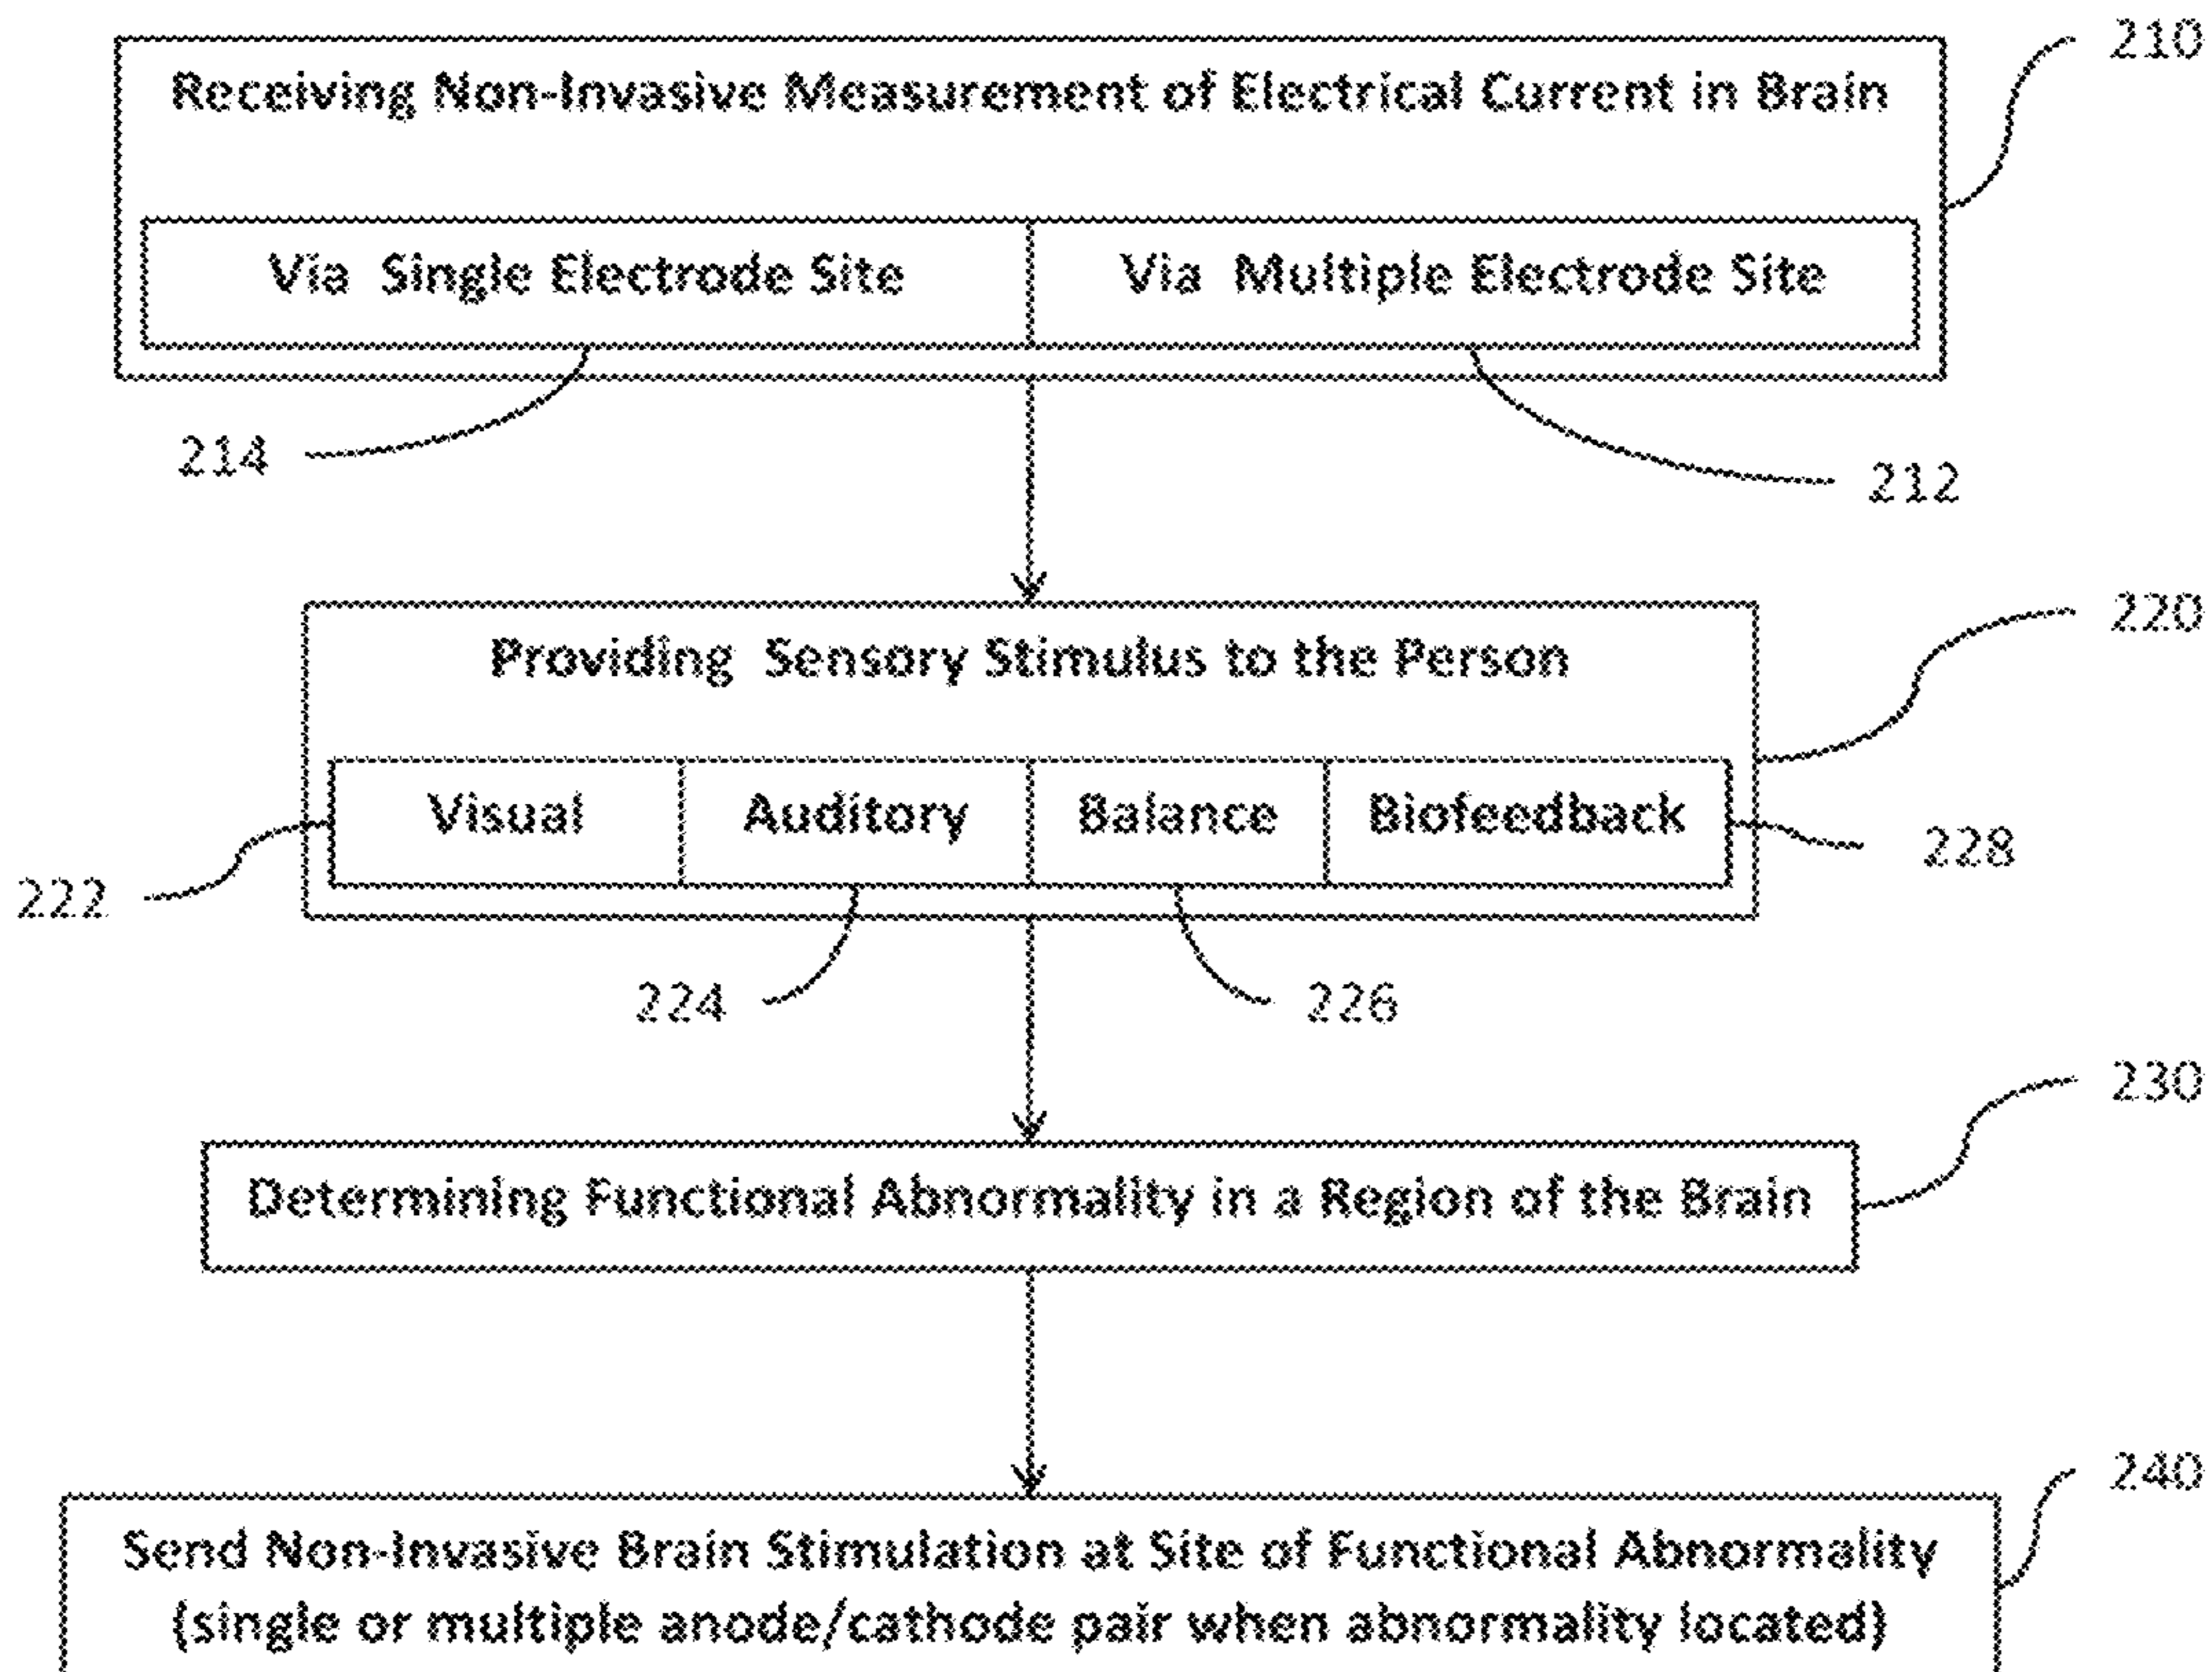 210
Receiving Non-Invasive Measurement of Electrical Current in Brain
Via Single Electrode Site
Via Multiple Electrode Site
214
212
220
Providing Sensory Stimulus to the Person
Visual
Auditory
Balance
Biofeedback
222
228
224
226
230
Determining Functional Abnormality in a Region of the Brain
240
Send Non-Invasive Brain Stimulation at Site of Functional Abnormality
(single or multiple anode/cathode pair when abnormality located)